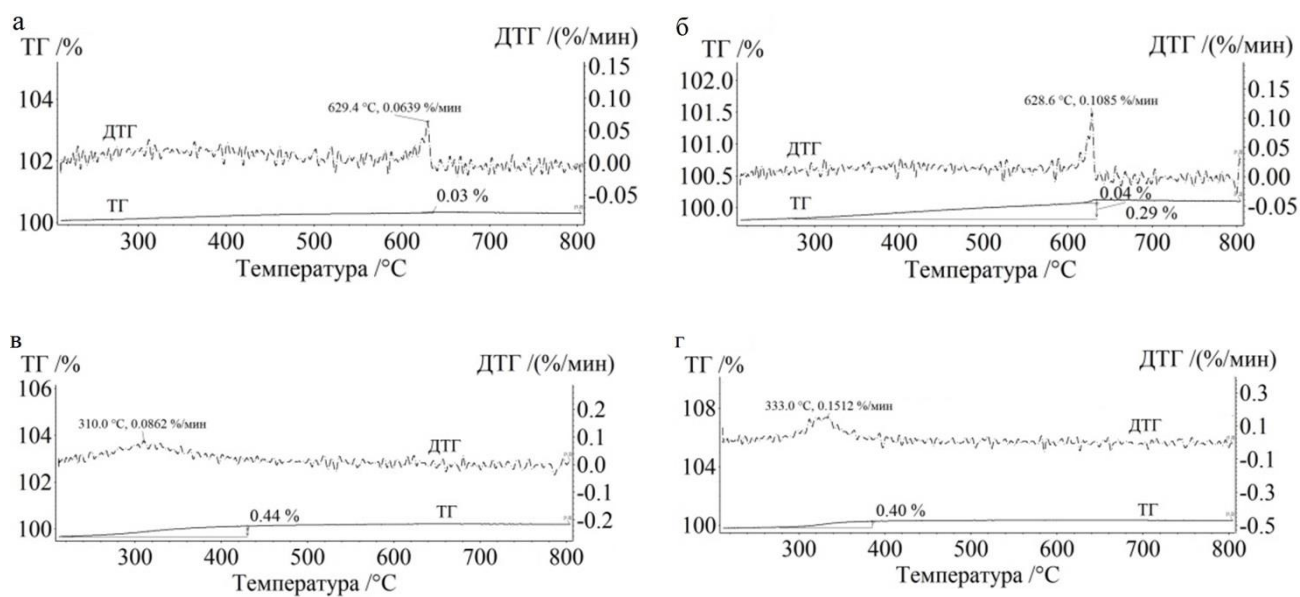 а
ТГ /%
ДТГ /(%/мин)
104
102
100
0.15
0.10
0.05
0.00
-0.05
629.4 °C, 0.0639 %/мин
ДТГ
ТГ
0.03 %
300 400 500 600 700 800
Температура /°C
б
ТГ /%
ДТГ /(%/мин)
102.0
101.5
101.0
100.5
100.0
0.15
0.10
0.05
0.00
-0.05
628.6 °C, 0.1085 %/мин
ДТГ
ТГ
0.04 %
0.29 %
300 400 500 600 700 800
Температура /°C
в
ТГ /%
ДТГ /(%/мин)
106
104
102
100
0.2
0.1
0.0
-0.1
-0.2
310.0 °C, 0.0862 %/мин
ДТГ
ТГ
0.44 %
300 400 500 600 700 800
Температура /°C
г
ТГ /%
ДТГ /(%/мин)
108
104
100
0.3
0.1
-0.1
-0.3
-0.5
333.0 °C, 0.1512 %/мин
ДТГ
ТГ
0.40 %
300 400 500 600 700 800
Температура /°C